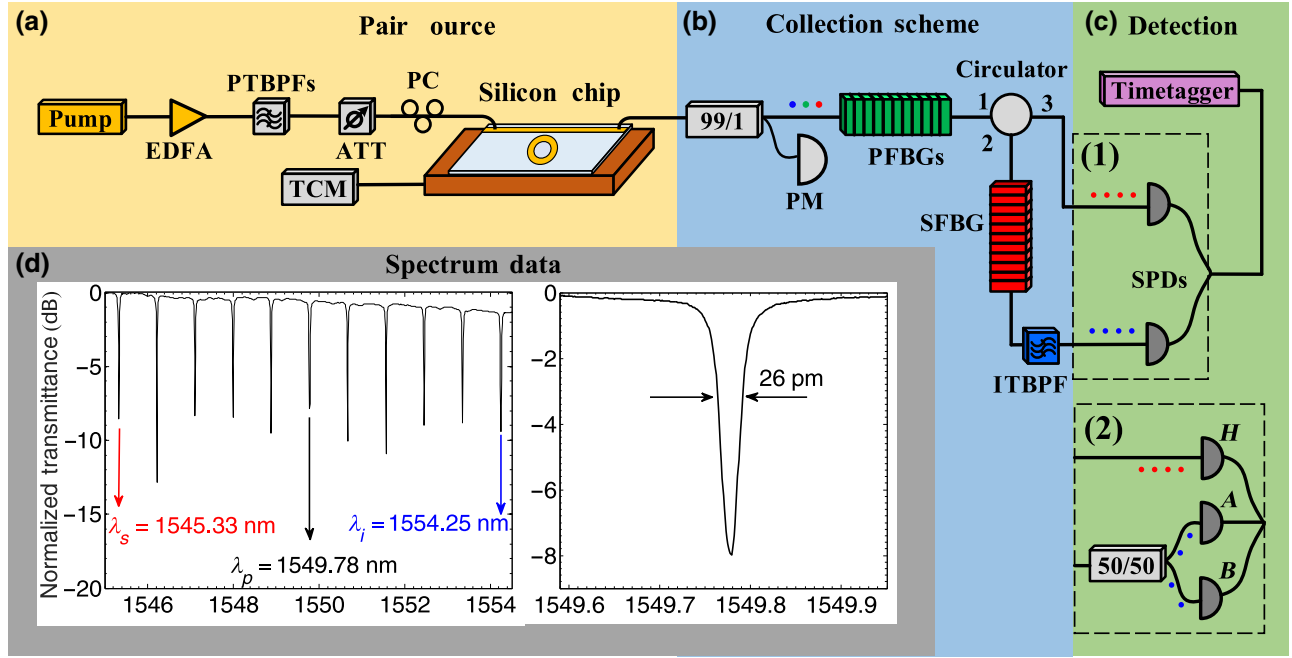 (a)
Pair ource
Pump
EDFA
PTBPFs
ATT
PC
Silicon chip
TCM
(b)
Collection scheme
99/1
PM
PFBGs
Circulator
1
2
3
SFBG
ITBPF
(c)
Detection
Timetagger
(1)
SPDs
(2)
H
A
B
50/50
(d)
Spectrum data
Normalized transmittance (dB)
0
−5
−10
−15
−20
1546
1548
1550
1552
1554
λs = 1545.33 nm
λp = 1549.78 nm
λi = 1554.25 nm
0
−2
−4
−6
−8
26 pm
1549.6
1549.7
1549.8
1549.9